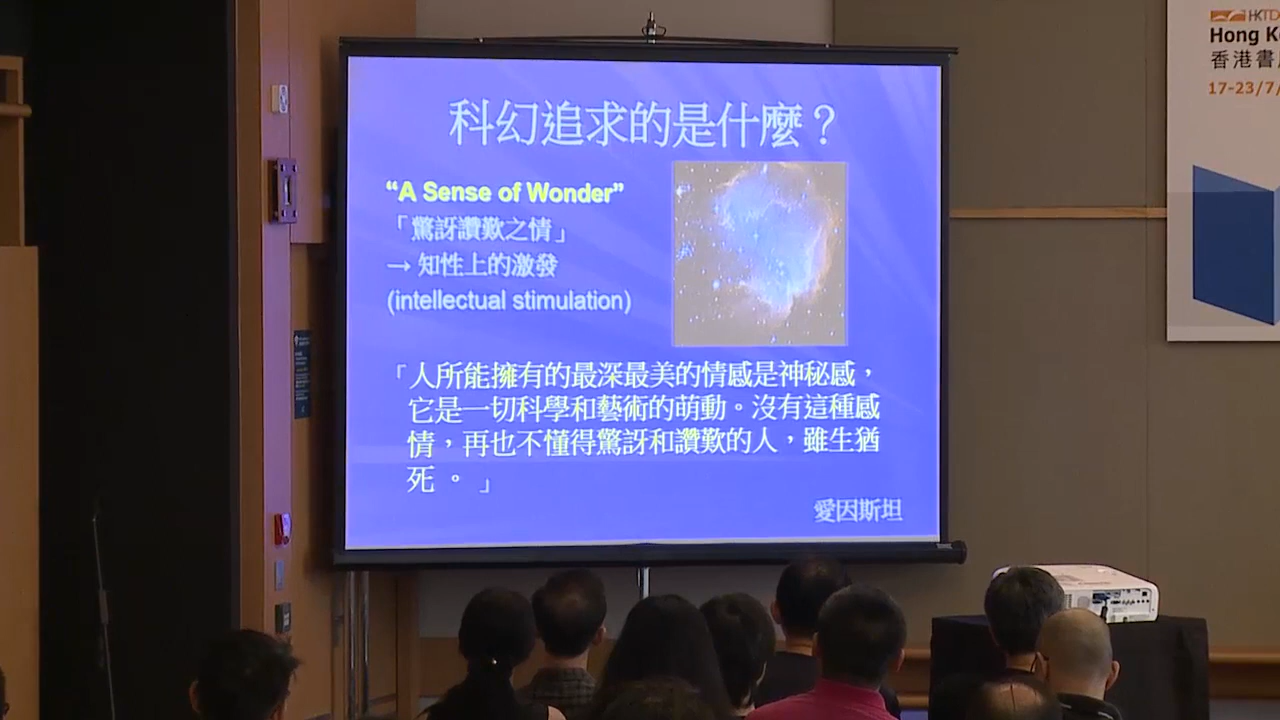 科幻追求的是什麼？
“A Sense of Wonder”
「驚訝讚歎之情」
→ 知性上的激發
(intellectual stimulation)
「人所能擁有的最深最美的情感是神秘感，
它是一切科學和藝術的萌動。沒有這種感
情，再也不懂得驚訝和讚歎的人，雖生猶
死 。 」
愛因斯坦
HKTD
Hong K
香港書
17-23/7/